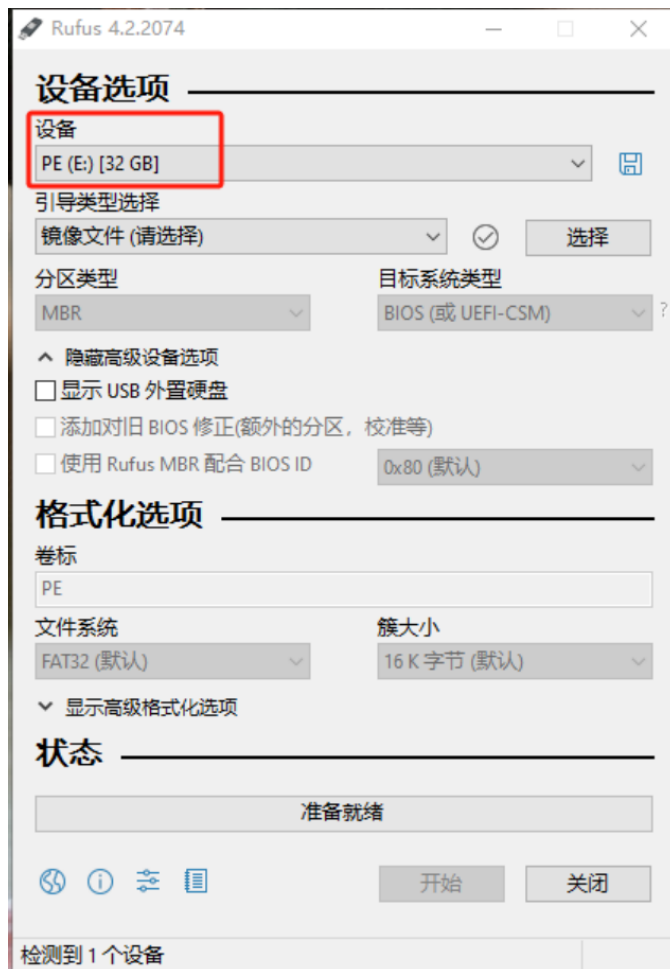 Rufus 4.2.2074
设备选项
设备
PE (E:) [32 GB]
引导类型选择
镜像文件 (请选择)
选择
分区类型
目标系统类型
MBR
BIOS (或 UEFI-CSM)
?
隐藏高级设备选项
显示 USB 外置硬盘
添加对旧 BIOS 修正(额外的分区，校准等)
使用 Rufus MBR 配合 BIOS ID
0x80 (默认)
格式化选项
卷标
PE
文件系统
簇大小
FAT32 (默认)
16 K 字节 (默认)
显示高级格式化选项
状态
准备就绪
开始
关闭
检测到 1 个设备